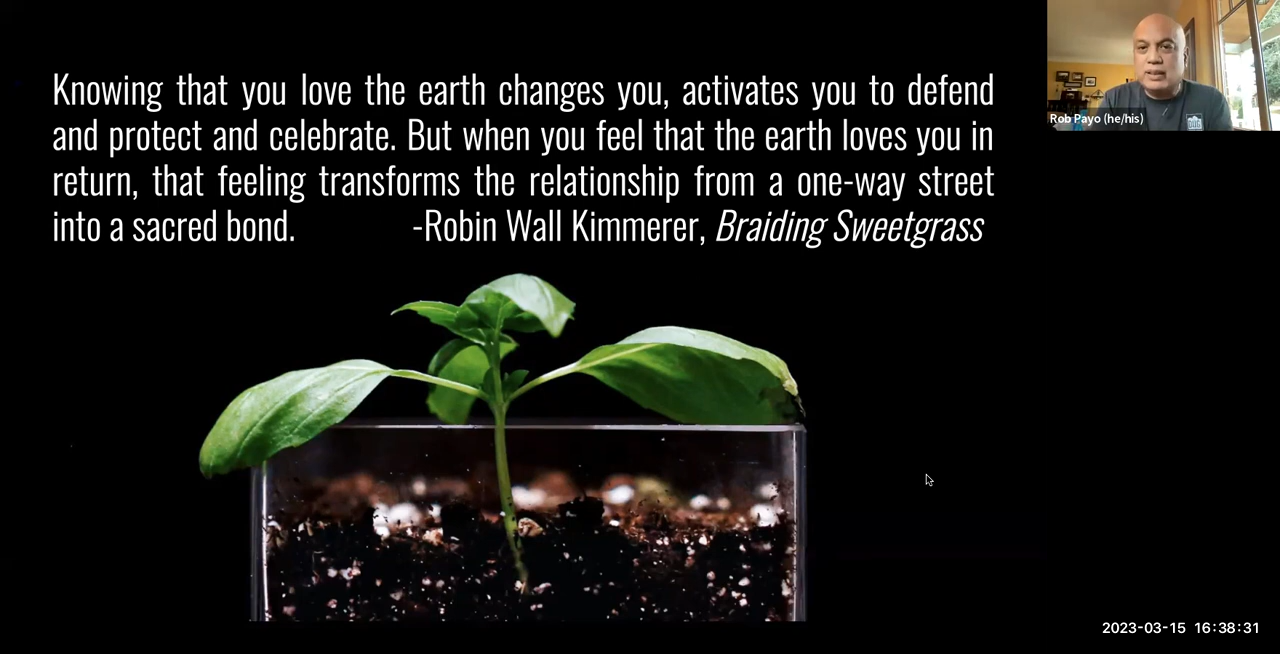 Knowing that you love the earth changes you, activates you to defend
and protect and celebrate. But when you feel that the earth loves you in
return, that feeling transforms the relationship from a one-way street
into a sacred bond. -Robin Wall Kimmerer, Braiding Sweetgrass
Rob Payo (he/his)
2023-03-15 16:38:31